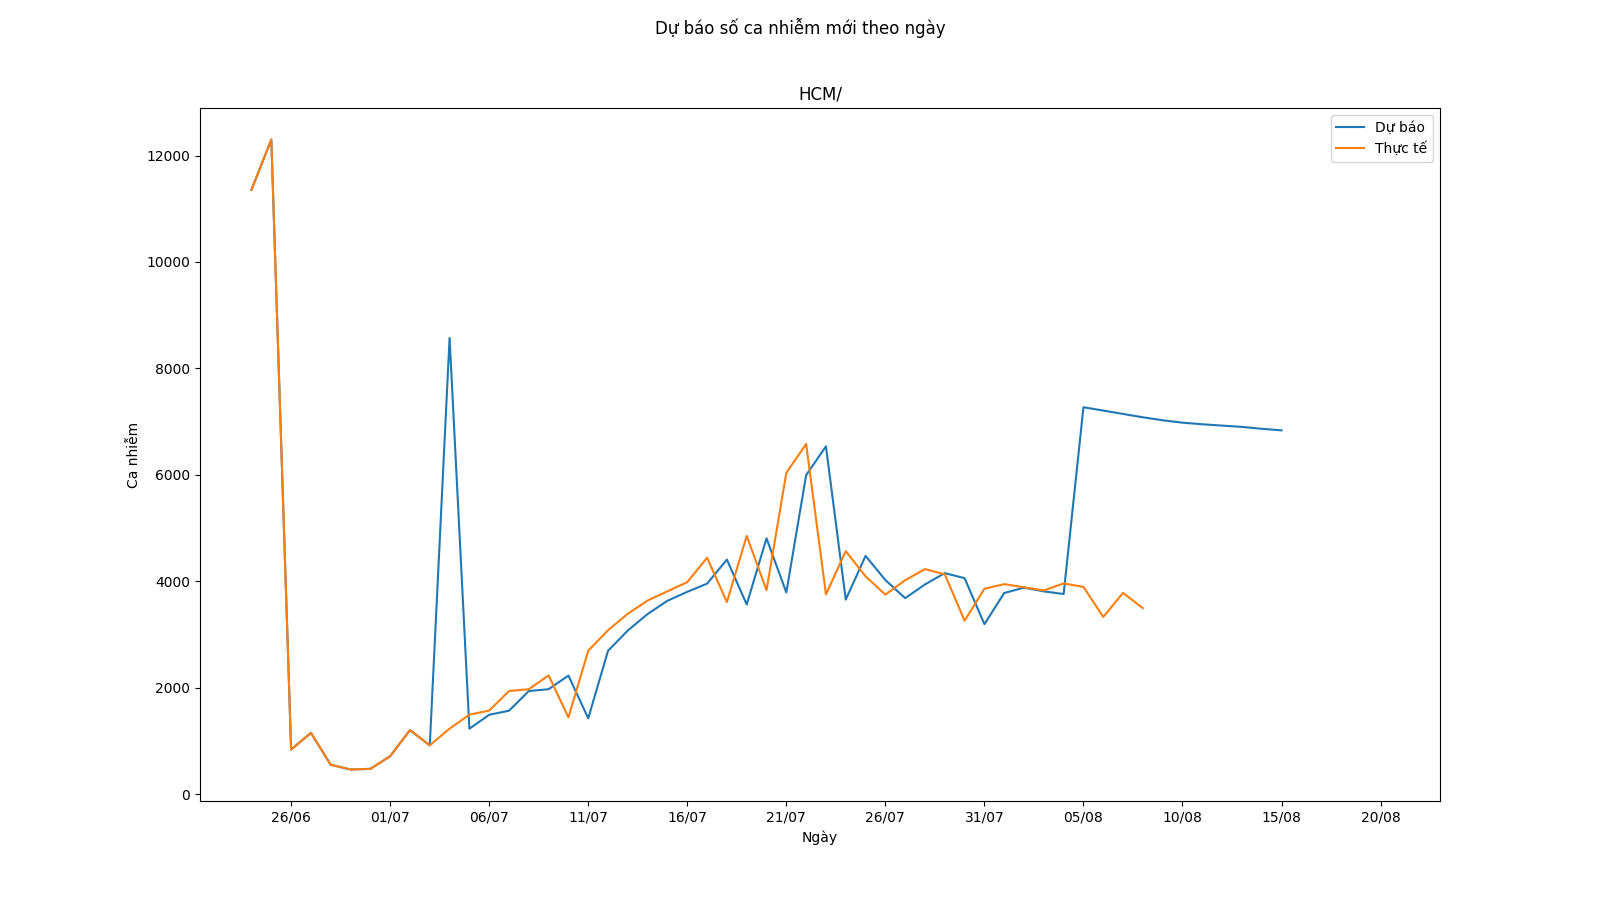 Dự báo số ca nhiễm mới theo ngày
HCM/
Dự báo
Thực tế
12000
10000
8000
6000
4000
2000
0
Ca nhiễm
26/06 01/07 06/07 11/07 16/07 21/07 26/07 31/07 05/08 10/08 15/08 20/08
Ngày